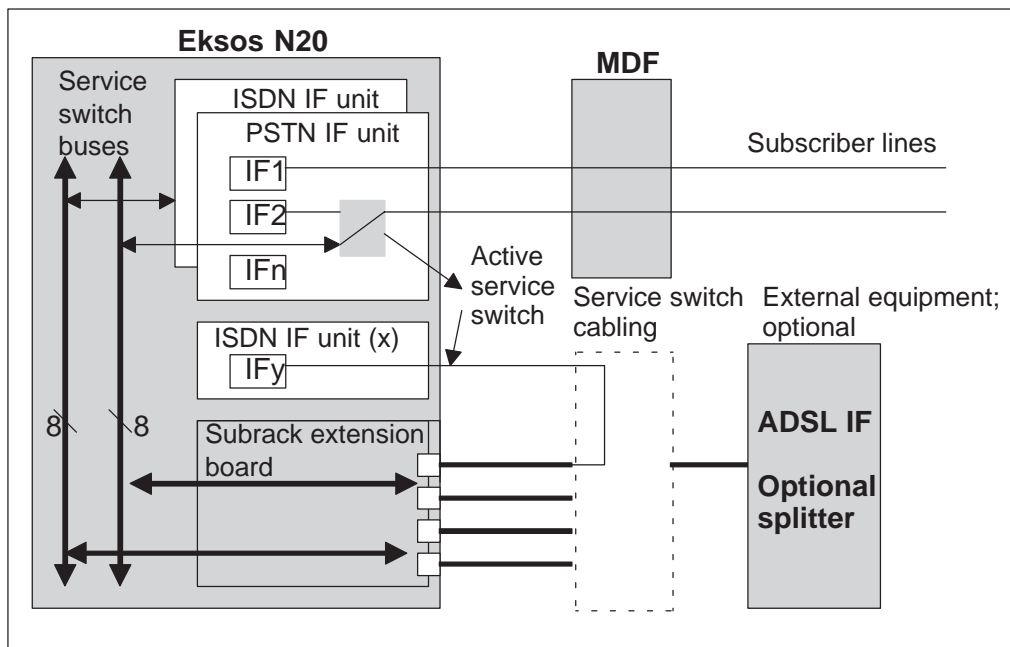 Eksos N20
MDF
Service
switch
buses
ISDN IF unit
PSTN IF unit
Subscriber lines
IF1
IF2
IFn
Active
service
switch
Service switch
cabling
External equipment;
optional
ISDN IF unit (x)
IFy
8
8
Subrack extension
board
ADSL IF
Optional
splitter